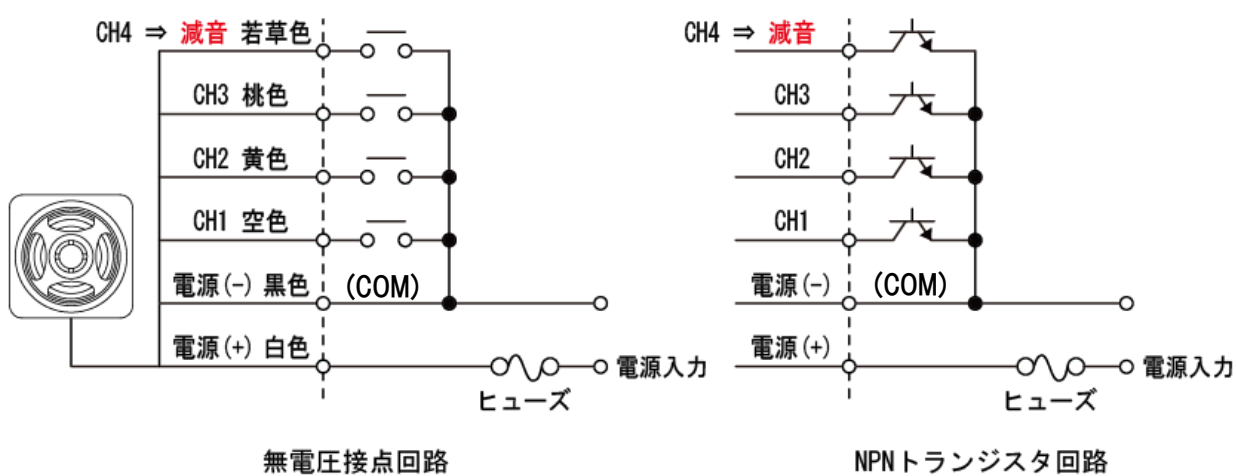 CH4 ⇒ 減音 若草色
CH3 桃色
CH2 黄色
CH1 空色
電源(-) 黒色 (COM)
電源(+) 白色
電源入力
ヒューズ
無電圧接点回路
CH4 ⇒ 減音
CH3
CH2
CH1
電源(-) (COM)
電源(+)
電源入力
ヒューズ
NPNトランジスタ回路